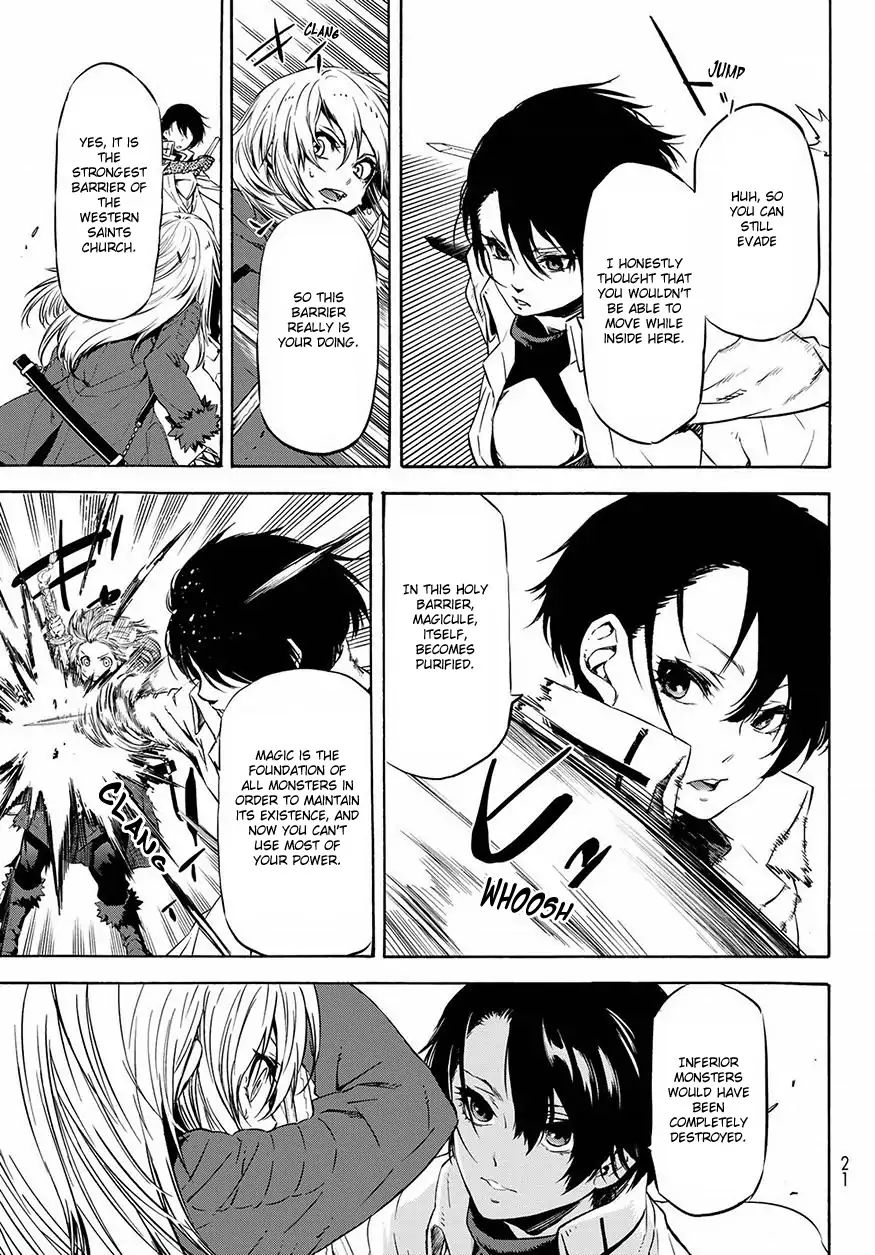 JUMP
HUH, SO
YOU CAN
STILL
EVADE
I HONESTLY
THOUGHT THAT
YOU WOULDN'T
BE ABLE TO
MOVE WHILE
INSIDE HERE.
CLANG
SO THIS
BARRIER
REALLY IS
YOUR DOING.
YES, IT IS
THE
STRONGEST
BARRIER OF
THE
WESTERN
SAINTS
CHURCH.
IN THIS HOLY
BARRIER,
MAGICULE,
ITSELF,
BECOMES
PURIFIED.
WHOOSH
MAGIC IS THE
FOUNDATION OF
ALL MONSTERS IN
ORDER TO MAINTAIN
ITS EXISTENCE, AND
NOW YOU CAN'T
USE MOST OF
YOUR POWER.
CLANG
INFERIOR
MONSTERS
WOULD HAVE
BEEN
COMPLETELY
DESTROYED.
21